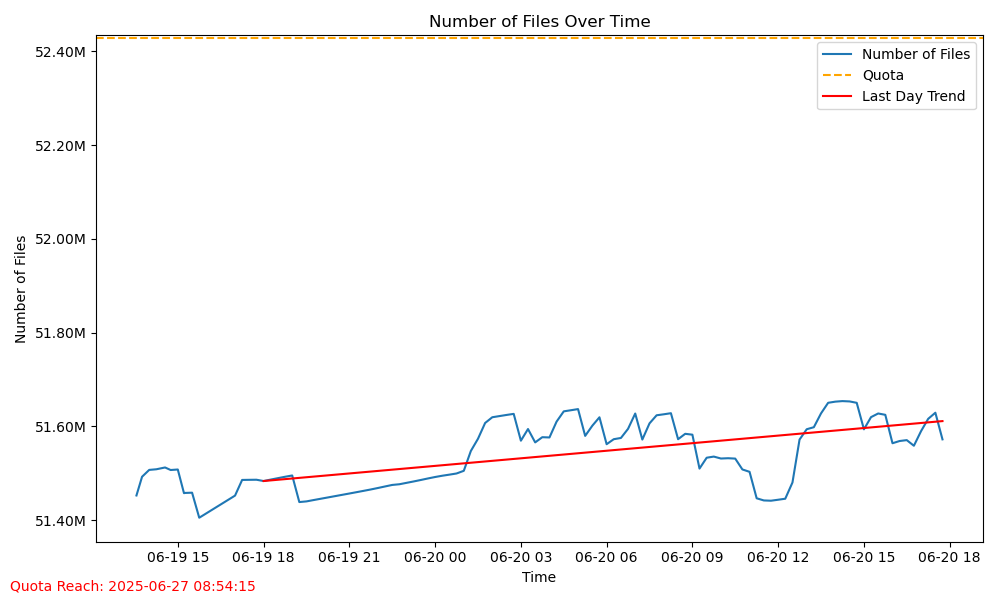 Number of Files Over Time
52.40M
52.20M
52.00M
51.80M
51.60M
51.40M
Number of Files
Number of Files
Quota
Last Day Trend
06-19 15
06-19 18
06-19 21
06-20 00
06-20 03
06-20 06
06-20 09
06-20 12
06-20 15
06-20 18
Time
Quota Reach: 2025-06-27 08:54:15